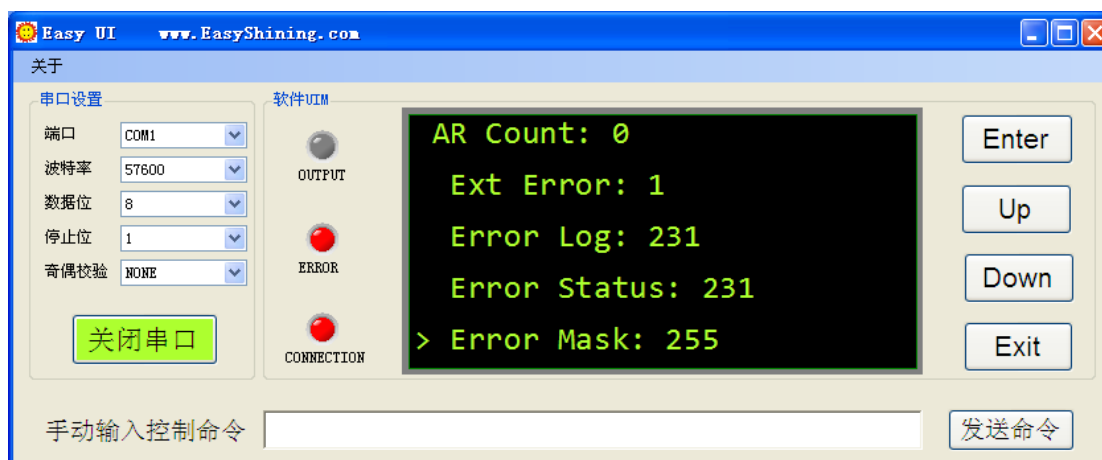 Easy UI www.EasyShining.com
关于
串口设置
端口 COM1
波特率 57600
数据位 8
停止位 1
奇偶校验 NONE
关闭串口
软件UIM
OUTPUT
ERROR
CONNECTION
AR Count: 0
Ext Error: 1
Error Log: 231
Error Status: 231
> Error Mask: 255
Enter
Up
Down
Exit
手动输入控制命令
发送命令